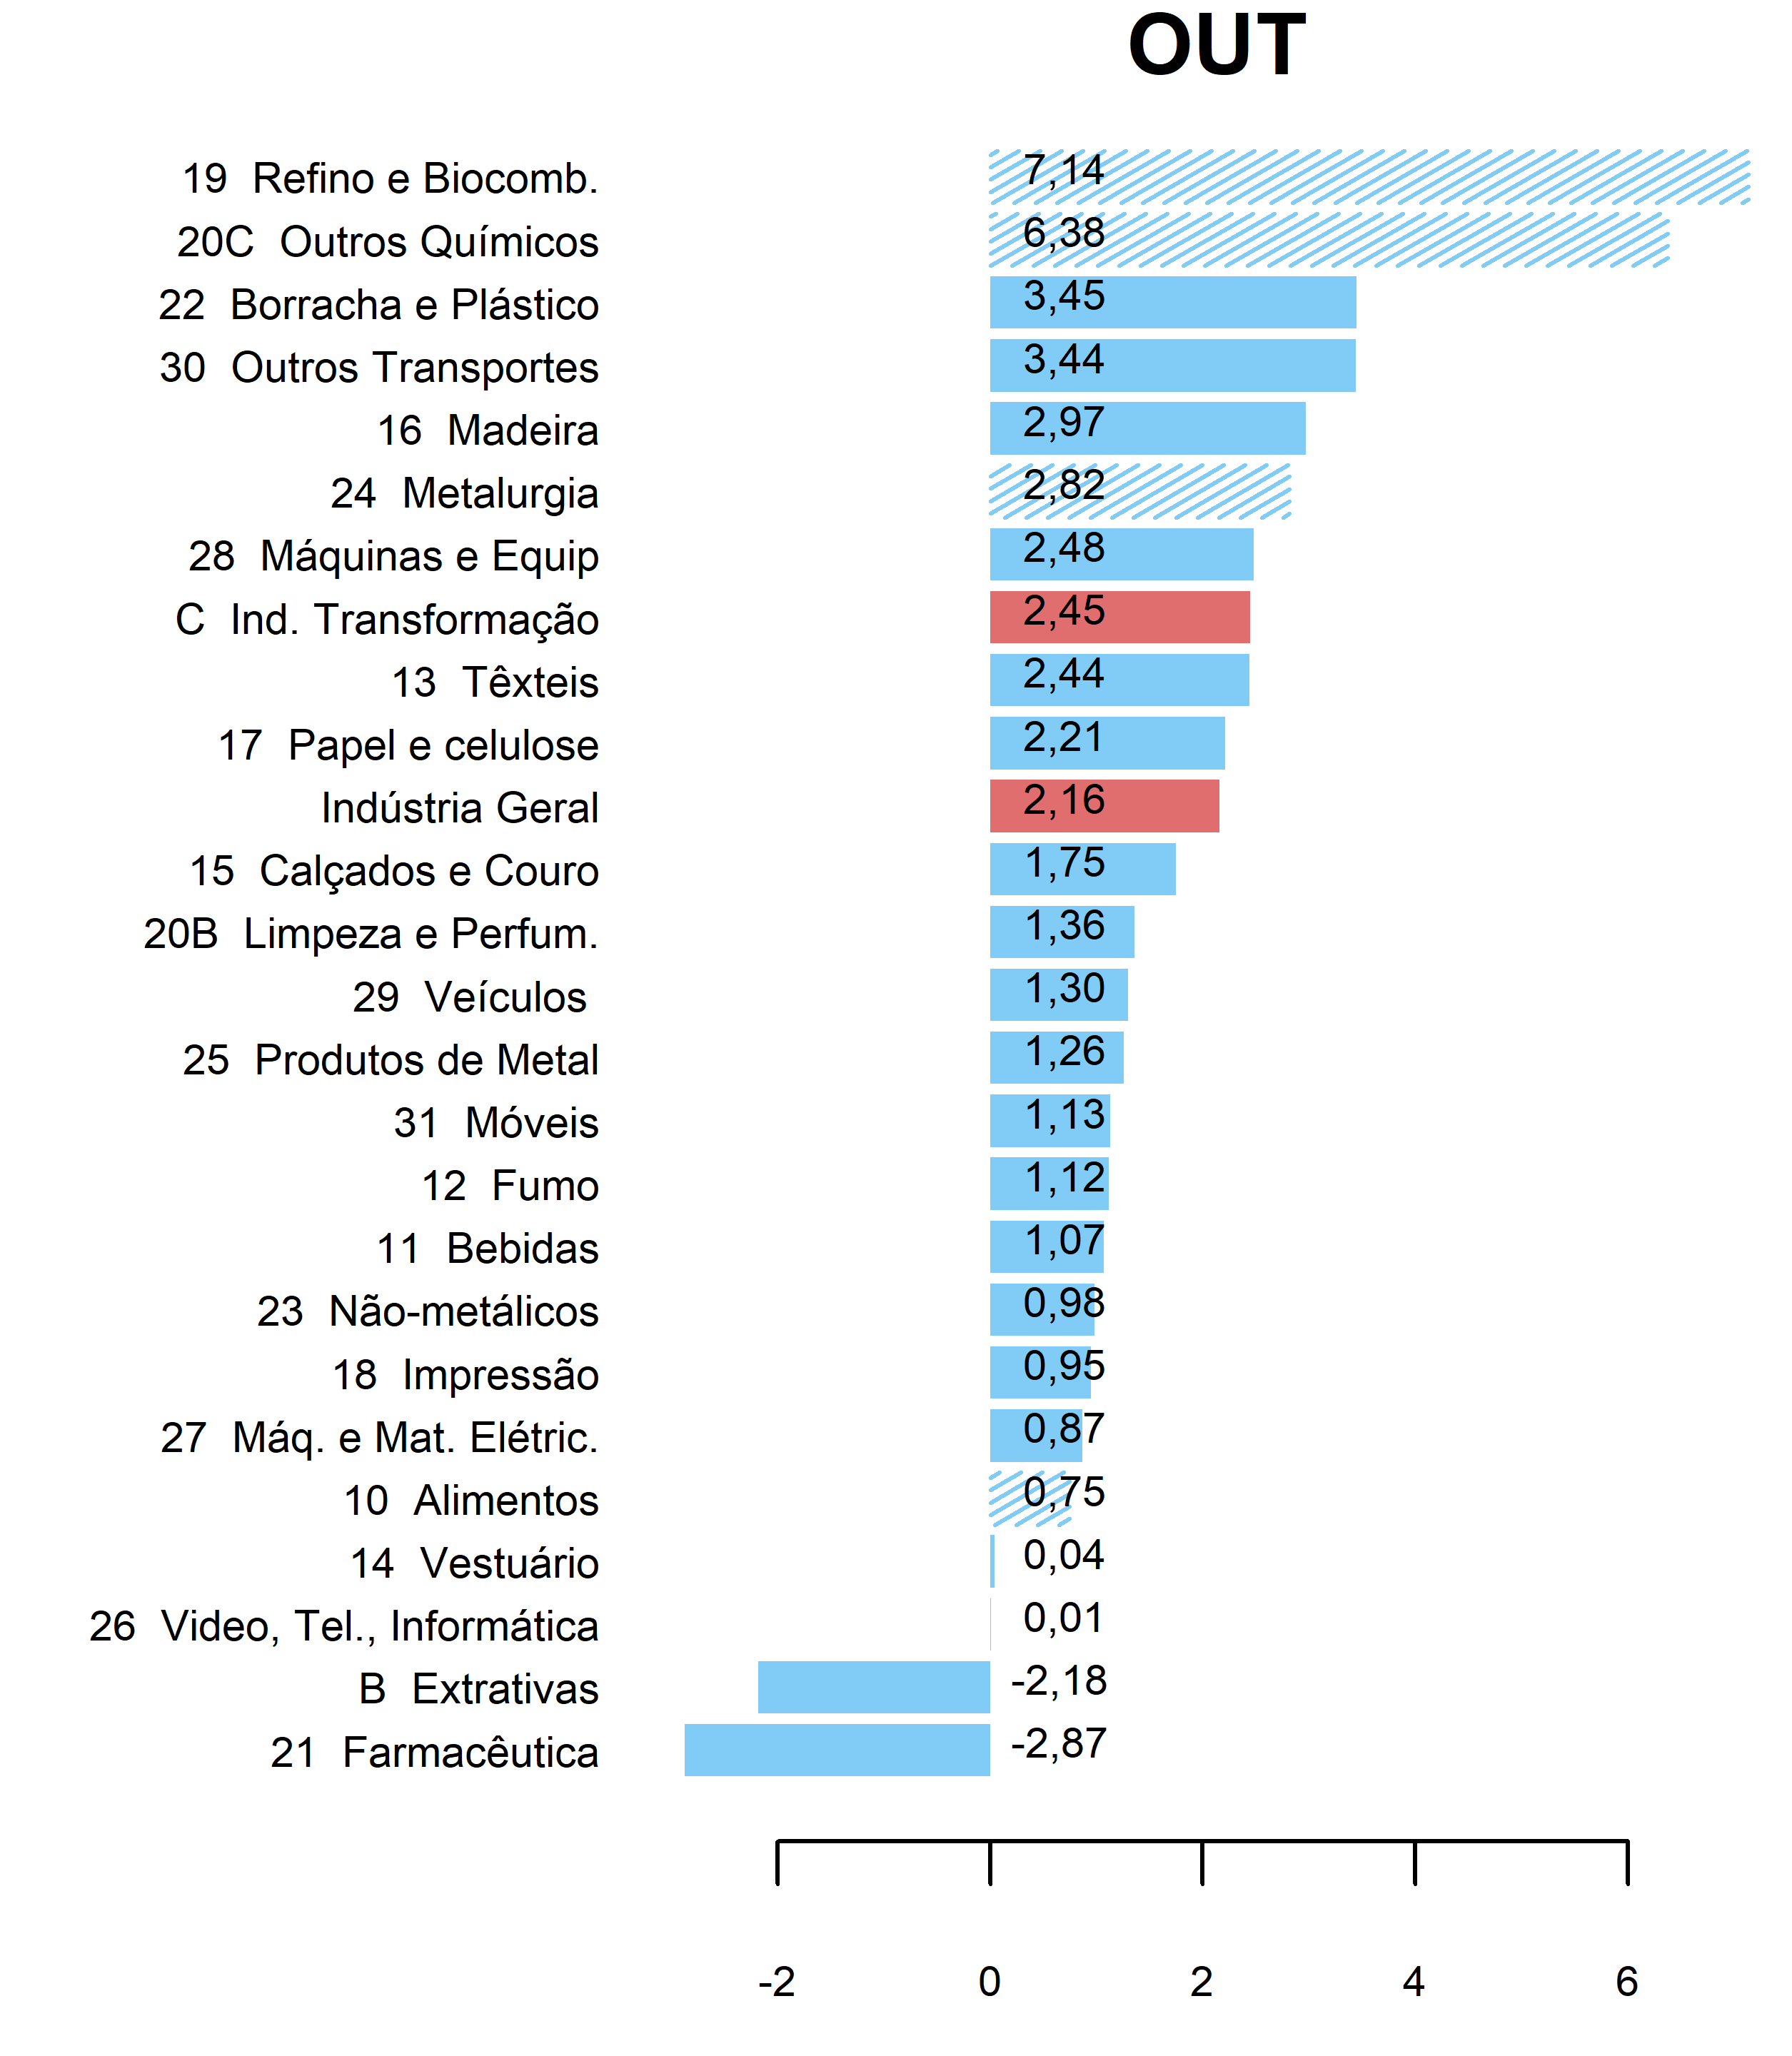 OUT
19 Refino e Biocomb. 7,14
20C Outros Químicos 6,38
22 Borracha e Plástico 3,45
30 Outros Transportes 3,44
16 Madeira 2,97
24 Metalurgia 2,82
28 Máquinas e Equip 2,48
C Ind. Transformação 2,45
13 Têxteis 2,44
17 Papel e celulose 2,21
Indústria Geral 2,16
15 Calçados e Couro 1,75
20B Limpeza e Perfum. 1,36
29 Veículos 1,30
25 Produtos de Metal 1,26
31 Móveis 1,13
12 Fumo 1,12
11 Bebidas 1,07
23 Não-metálicos 0,98
18 Impressão 0,95
27 Máq. e Mat. Elétric. 0,87
10 Alimentos 0,75
14 Vestuário 0,04
26 Video, Tel., Informática 0,01
B Extrativas -2,18
21 Farmacêutica -2,87
-2 0 2 4 6